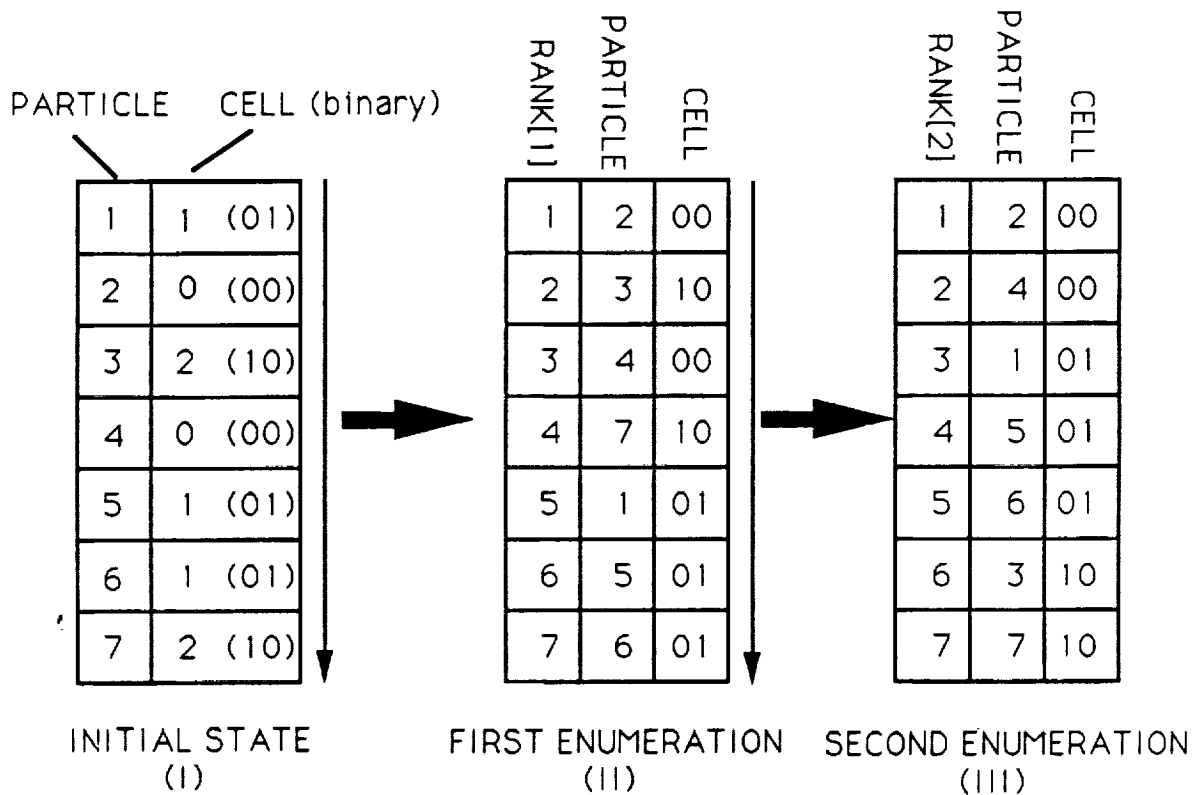 PARTICLE CELL (binary)
1 1 (01)
2 0 (00)
3 2 (10)
4 0 (00)
5 1 (01)
6 1 (01)
7 2 (10)
INITIAL STATE
(I)
RANK[1] PARTICLE CELL
1 2 00
2 3 10
3 4 00
4 7 10
5 1 01
6 5 01
7 6 01
FIRST ENUMERATION
(II)
RANK[2] PARTICLE CELL
1 2 00
2 4 00
3 1 01
4 5 01
5 6 01
6 3 10
7 7 10
SECOND ENUMERATION
(III)